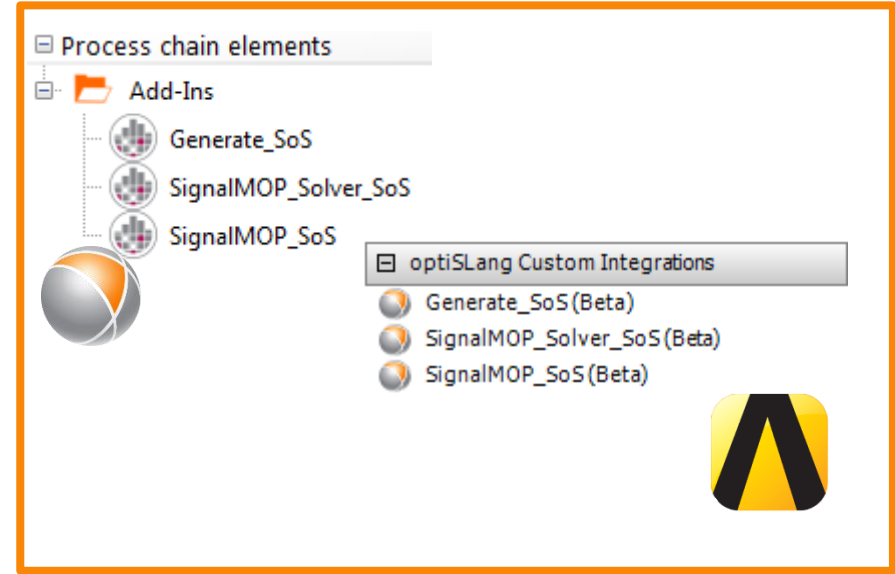 Process chain elements
Add-Ins
Generate_SoS
SignalMOP_Solver_SoS
SignalMOP_SoS
optiSLang Custom Integrations
Generate_SoS(Beta)
SignalMOP_Solver_SoS(Beta)
SignalMOP_SoS(Beta)